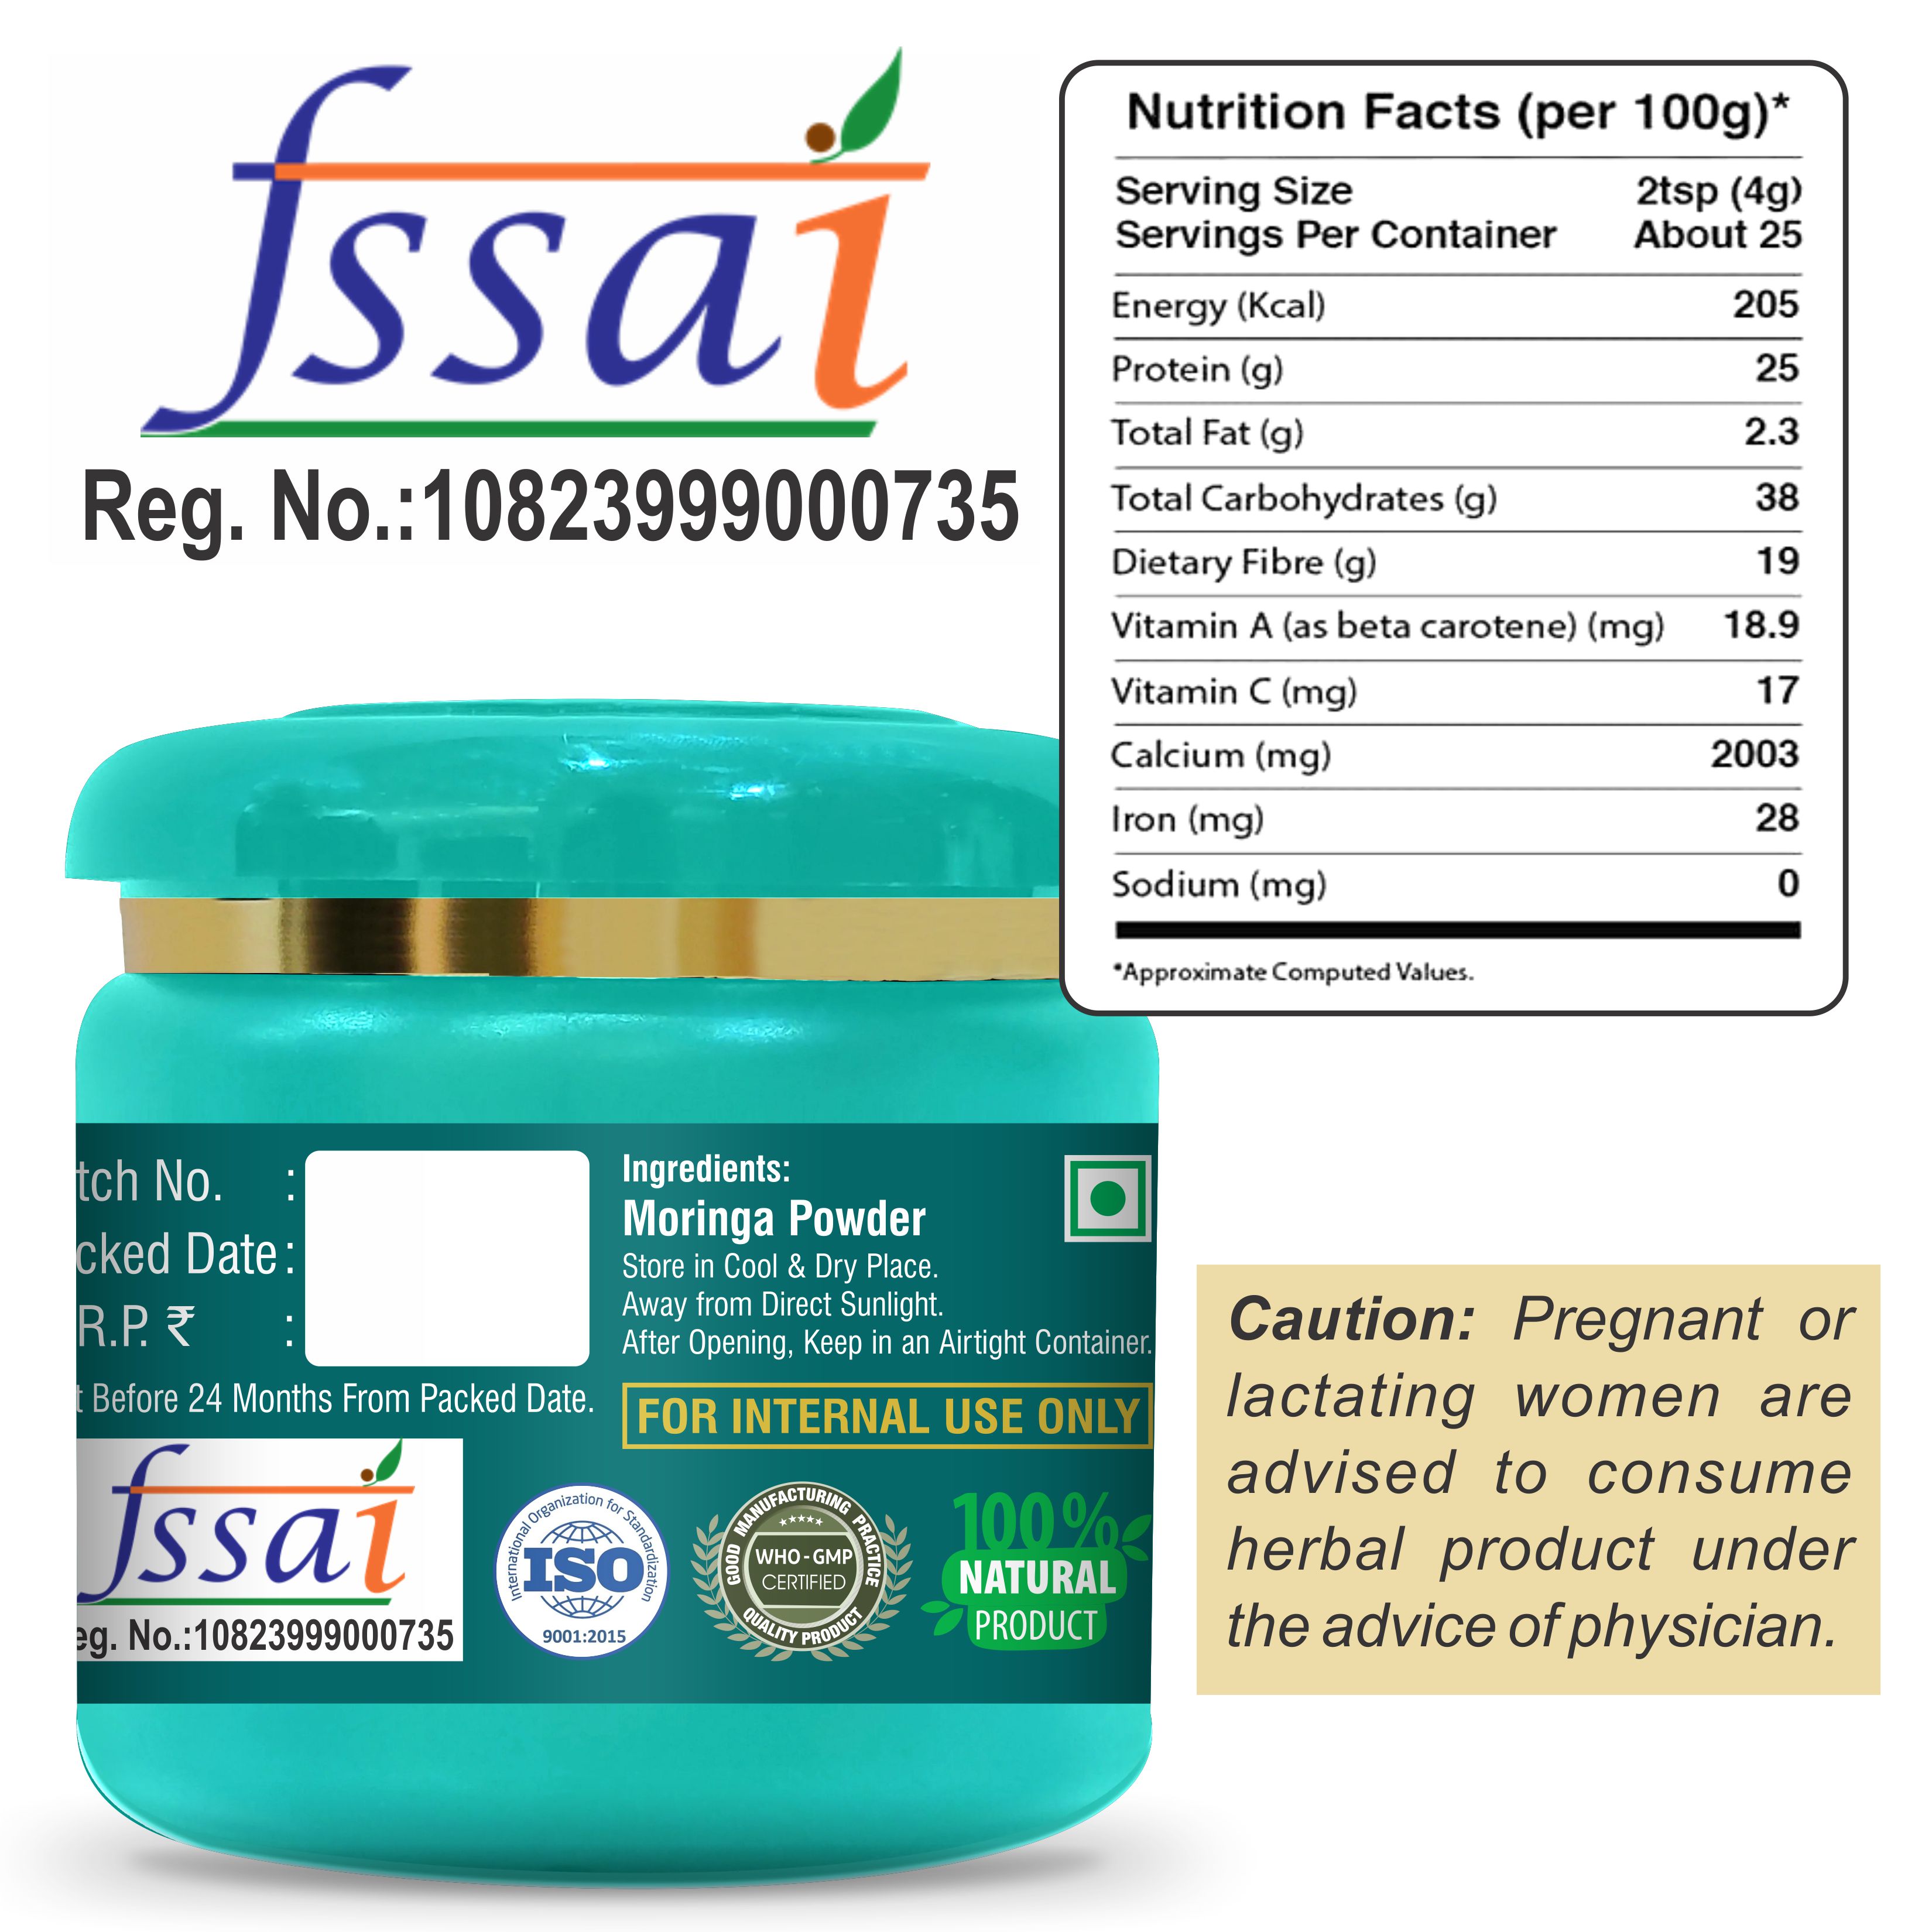 fssai
Reg. No.:10823999000735
Nutrition Facts (per 100g)*
Serving Size 2tsp (4g)
Servings Per Container About 25
Energy (Kcal) 205
Protein (g) 25
Total Fat (g) 2.3
Total Carbohydrates (g) 38
Dietary Fibre (g) 19
Vitamin A (as beta carotene) (mg) 18.9
Vitamin C (mg) 17
Calcium (mg) 2003
Iron (mg) 28
Sodium (mg) 0
*Approximate Computed Values.
tch No. :
cked Date :
R.P. ₹ :
t Before 24 Months From Packed Date.
fssai
eg. No.:10823999000735
Ingredients:
Moringa Powder
Store in Cool & Dry Place.
Away from Direct Sunlight.
After Opening, Keep in an Airtight Container.
FOR INTERNAL USE ONLY
International Organization for Standardization
ISO
9001:2015
GOOD MANUFACTURING PRACTICE
WHO-GMP
CERTIFIED
QUALITY PRODUCT
100%
NATURAL
PRODUCT
Caution: Pregnant or
lactating women are
advised to consume
herbal product under
the advice of physician.